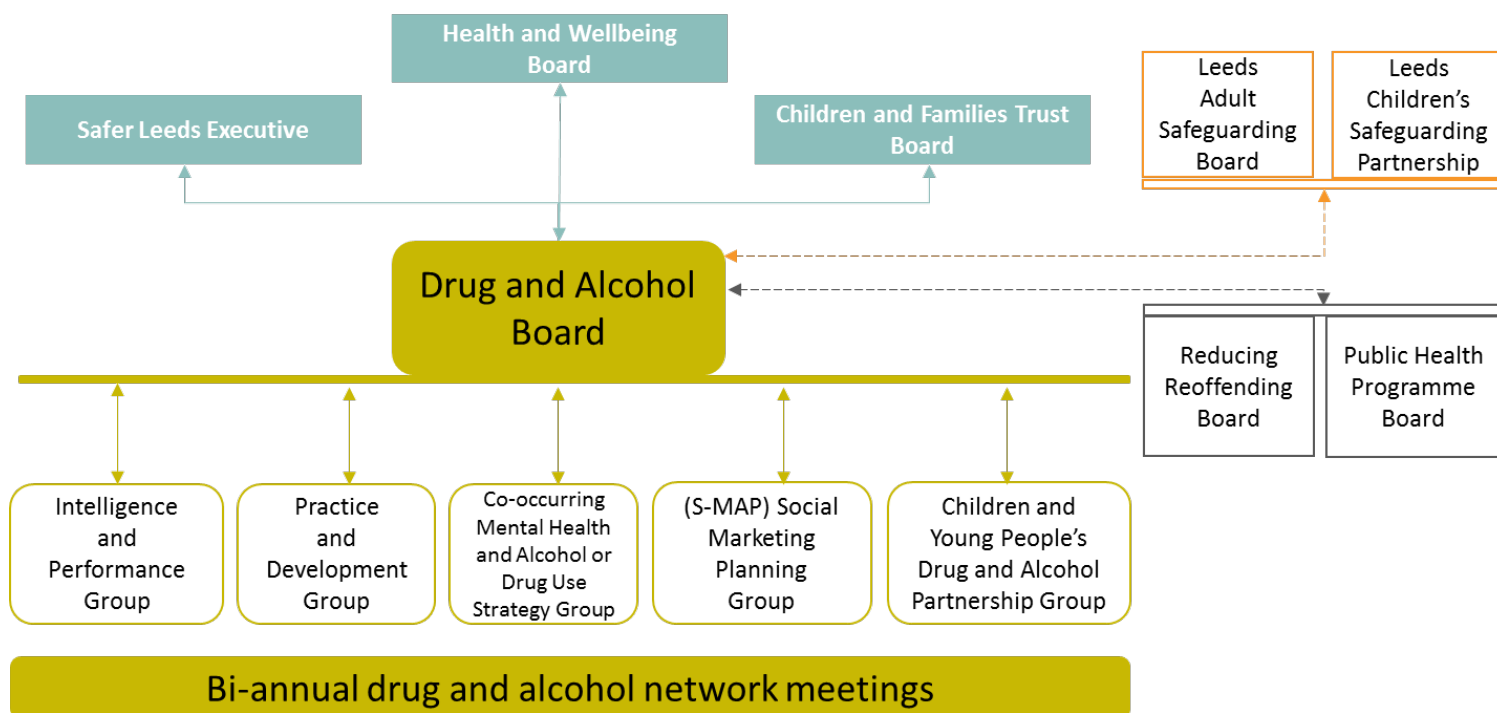 Health and Wellbeing
Board
Safer Leeds Executive
Children and Families Trust
Board
Leeds
Adult
Safeguarding
Board
Leeds
Children’s
Safeguarding
Partnership
Drug and Alcohol
Board
Reducing
Reoffending
Board
Public Health
Programme
Board
Intelligence
and
Performance
Group
Practice
and
Development
Group
Co-occurring
Mental Health
and Alcohol or
Drug Use
Strategy Group
(S-MAP) Social
Marketing
Planning
Group
Children and
Young People’s
Drug and Alcohol
Partnership Group
Bi-annual drug and alcohol network meetings